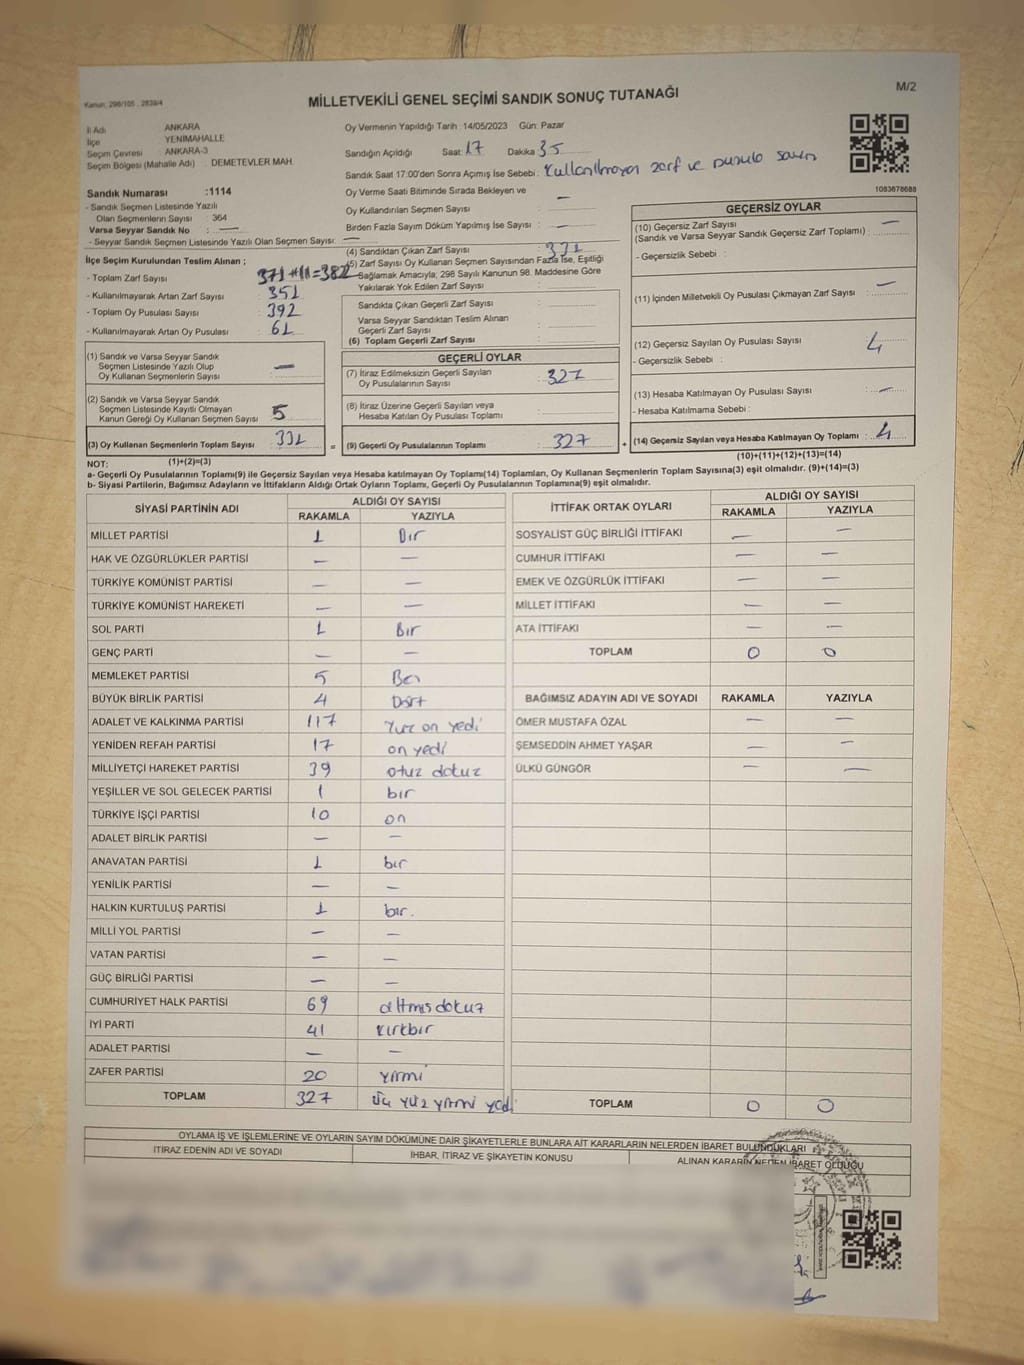 Kanun: 298/105 , 2839/4
M/2
MİLLETVEKİLİ GENEL SEÇİMİ SANDIK SONUÇ TUTANAĞI
İl Adı ANKARA
İlçe YENİMAHALLE
Seçim Çevresi : ANKARA-3
Seçim Bölgesi (Mahalle Adı) : DEMETEVLER MAH.
Sandık Numarası :1114
- Sandık Seçmen Listesinde Yazılı
Olan Seçmenlerin Sayısı : 364
Varsa Seyyar Sandık No : —
- Seyyar Sandık Seçmen Listesinde Yazılı Olan Seçmen Sayısı: —
Oy Vermenin Yapıldığı Tarih : 14/05/2023 Gün: Pazar
Sandığın Açıldığı Saat: 17 Dakika: 35
Sandık Saat 17:00'den Sonra Açımış İse Sebebi : Kullanılmayan zarf ve pusula sayım
Oy Verme Saati Bitiminde Sırada Bekleyen ve
Oy Kullandırılan Seçmen Sayısı : —
Birden Fazla Sayım Döküm Yapılmış İse Sayısı : —
1083678688
İlçe Seçim Kurulundan Teslim Alınan ;
- Toplam Zarf Sayısı : 371+11=382
- Kullanılmayarak Artan Zarf Sayısı : 351
- Toplam Oy Pusulası Sayısı : 392
- Kullanılmayarak Artan Oy Pusulası : 61
(4) Sandıktan Çıkan Zarf Sayısı : 331
(5) Zarf Sayısı Oy Kullanan Seçmen Sayısından Fazla İse, Eşitliği
Bağlamak Amacıyla, 298 Sayılı Kanunun 98. Maddesine Göre
Yakılarak Yok Edilen Zarf Sayısı :
Sandıkta Çıkan Geçerli Zarf Sayısı :
Varsa Seyyar Sandıktan Teslim Alınan
Geçerli Zarf Sayısı :
(6) Toplam Geçerli Zarf Sayısı :
GEÇERSİZ OYLAR
(10) Geçersiz Zarf Sayısı —
(Sandık ve Varsa Seyyar Sandık Geçersiz Zarf Toplamı) :
- Geçersizlik Sebebi :
(11) İçinden Milletvekili Oy Pusulası Çıkmayan Zarf Sayısı : —
(12) Geçersiz Sayılan Oy Pusulası Sayısı : 4
- Geçersizlik Sebebi :
(13) Hesaba Katılmayan Oy Pusulası Sayısı : —
- Hesaba Katılmama Sebebi :
(14) Geçersiz Sayılan veya Hesaba Katılmayan Oy Toplamı : 4
(10)+(11)+(12)+(13)=(14)
(1) Sandık ve Varsa Seyyar Sandık
Seçmen Listesinde Yazılı Olup
Oy Kullanan Seçmenlerin Sayısı : —
(2) Sandık ve Varsa Seyyar Sandık
Seçmen Listesinde Kayıtlı Olmayan
Kanun Gereği Oy Kullanan Seçmen Sayısı : 5
(3) Oy Kullanan Seçmenlerin Toplam Sayısı : 331 =
(1)+(2)=(3)
GEÇERLİ OYLAR
(7) İtiraz Edilmeksizin Geçerli Sayılan
Oy Pusulalarının Sayısı : 327
(8) İtiraz Üzerine Geçerli Sayılan veya
Hesaba Katılan Oy Pusulası Toplamı :
(9) Geçerli Oy Pusulalarının Toplamı : 327 +
NOT:
a- Geçerli Oy Pusulalarının Toplamı(9) ile Geçersiz Sayılan veya Hesaba katılmayan Oy Toplamı(14) Toplamları, Oy Kullanan Seçmenlerin Toplam Sayısına(3) eşit olmalıdır. (9)+(14)=(3)
b- Siyasi Partilerin, Bağımsız Adayların ve İttifakların Aldığı Ortak Oyların Toplamı, Geçerli Oy Pusulalarının Toplamına(9) eşit olmalıdır.
SİYASİ PARTİNİN ADI ALDIĞI OY SAYISI
RAKAMLA YAZIYLA
MİLLET PARTİSİ 1 Bir
HAK VE ÖZGÜRLÜKLER PARTİSİ — —
TÜRKİYE KOMÜNİST PARTİSİ — —
TÜRKİYE KOMÜNİST HAREKETİ — —
SOL PARTİ 1 Bir
GENÇ PARTİ — —
MEMLEKET PARTİSİ 5 Beş
BÜYÜK BİRLİK PARTİSİ 4 Dört
ADALET VE KALKINMA PARTİSİ 117 Yüz on yedi
YENİDEN REFAH PARTİSİ 17 on yedi
MİLLİYETÇİ HAREKET PARTİSİ 39 otuz dokuz
YEŞİLLER VE SOL GELECEK PARTİSİ 1 bir
TÜRKİYE İŞÇİ PARTİSİ 10 on
ADALET BİRLİK PARTİSİ — —
ANAVATAN PARTİSİ 1 bir
YENİLİK PARTİSİ — —
HALKIN KURTULUŞ PARTİSİ 1 bir.
MİLLİ YOL PARTİSİ — —
VATAN PARTİSİ — —
GÜÇ BİRLİĞİ PARTİSİ — —
CUMHURİYET HALK PARTİSİ 69 altmış dokuz
İYİ PARTİ 41 kırkbir
ADALET PARTİSİ — —
ZAFER PARTİSİ 20 yirmi
TOPLAM 327 üç yüz yirmi yedi
İTTİFAK ORTAK OYLARI ALDIĞI OY SAYISI
RAKAMLA YAZIYLA
SOSYALİST GÜÇ BİRLİĞİ İTTİFAKI — —
CUMHUR İTTİFAKI — —
EMEK VE ÖZGÜRLÜK İTTİFAKI — —
MİLLET İTTİFAKI — —
ATA İTTİFAKI — —
TOPLAM 0 0
BAĞIMSIZ ADAYIN ADI VE SOYADI RAKAMLA YAZIYLA
ÖMER MUSTAFA ÖZAL — —
ŞEMSEDDİN AHMET YAŞAR — —
ÜLKÜ GÜNGÖR — —
TOPLAM 0 0
OYLAMA İŞ VE İŞLEMLERİNE VE OYLARIN SAYIM DÖKÜMÜNE DAİR ŞİKAYETLERLE BUNLARA AİT KARARLARIN NELERDEN İBARET BULUNDUKLARI
İTİRAZ EDENİN ADI VE SOYADI İHBAR, İTİRAZ VE ŞİKAYETİN KONUSU ALINAN KARARIN NEDEN İBARET OLDUĞU